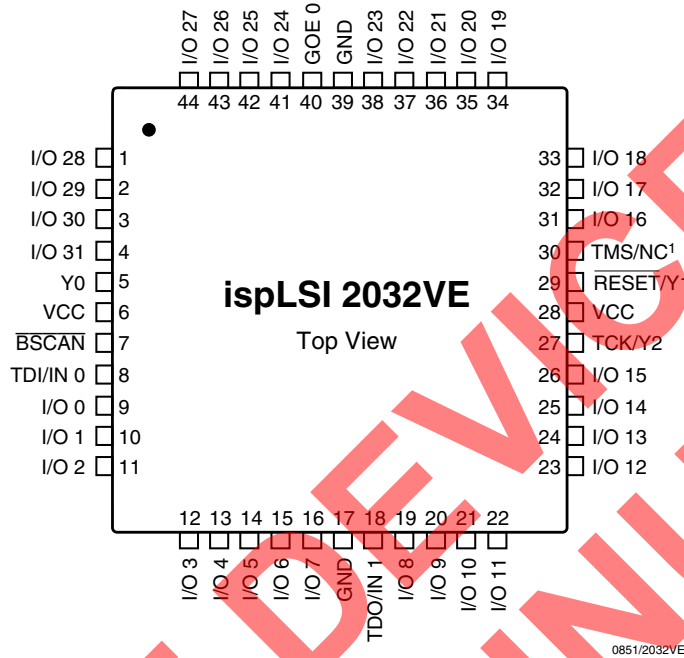 I/O 27
I/O 26
I/O 25
I/O 24
GOE 0
GND
I/O 23
I/O 22
I/O 21
I/O 20
I/O 19
44 43 42 41 40 39 38 37 36 35 34
I/O 28 1 33 I/O 18
I/O 29 2 32 I/O 17
I/O 30 3 31 I/O 16
I/O 31 4 30 TMS/NC¹
Y0 5 29 RESET/Y1
VCC 6 28 VCC
BSCAN 7 27 TCK/Y2
TDI/IN 0 8 26 I/O 15
I/O 0 9 25 I/O 14
I/O 1 10 24 I/O 13
I/O 2 11 23 I/O 12
ispLSI 2032VE
Top View
12 13 14 15 16 17 18 19 20 21 22
I/O 3
I/O 4
I/O 5
I/O 6
I/O 7
GND
TDO/IN 1
I/O 8
I/O 9
I/O 10
I/O 11
DEVICE
0851/2032VE